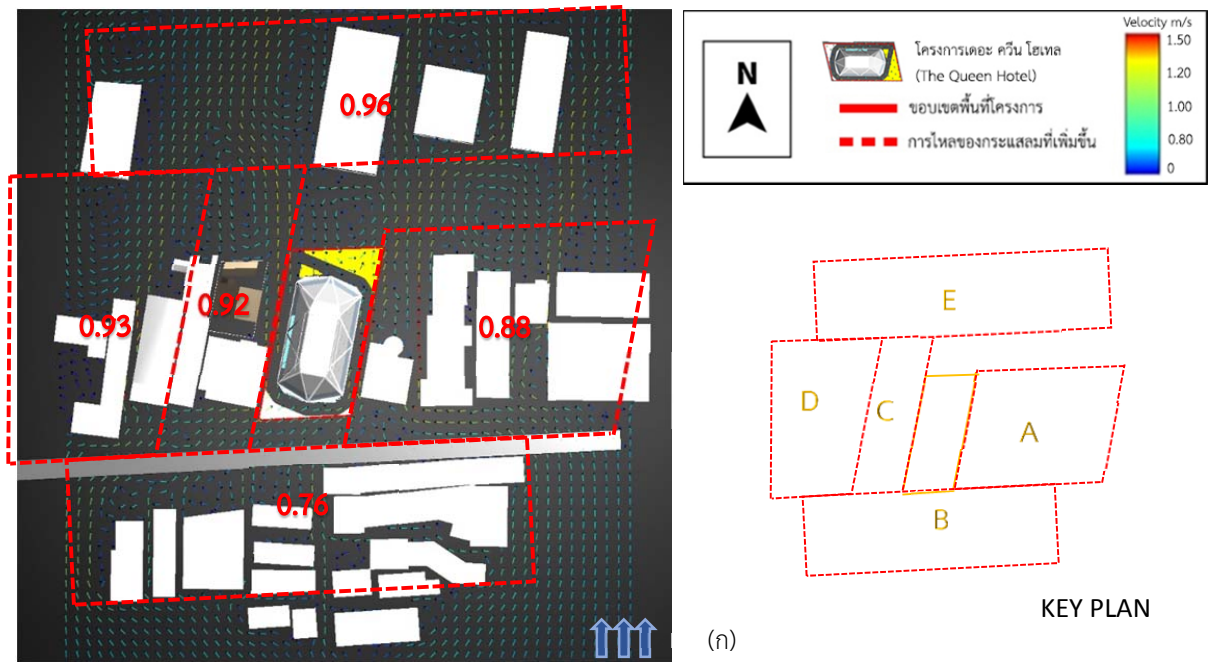 0.96
0.93
0.92
0.88
0.76
N
โครงการเดอะ ควีน โฮเทล
(The Queen Hotel)
ขอบเขตพื้นที่โครงการ
การไหลของกระแสลมที่เพิ่มขึ้น
Velocity m/s
1.50
1.20
1.00
0.80
0
E
D
C
A
B
KEY PLAN
(ก)